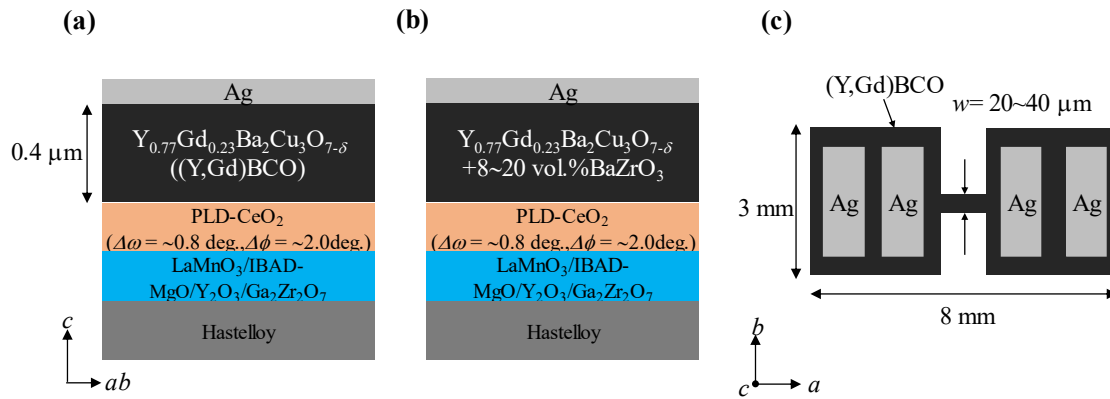 (a)
Ag
0.4 μm
Y0.77Gd0.23Ba2Cu3O7-δ
((Y,Gd)BCO)
PLD-CeO2
(Δω = ~0.8 deg.,Δϕ = ~2.0deg.)
LaMnO3/IBAD-
MgO/Y2O3/Ga2Zr2O7
Hastelloy
c
ab
(b)
Ag
Y0.77Gd0.23Ba2Cu3O7-δ
+8~20 vol.%BaZrO3
PLD-CeO2
(Δω = ~0.8 deg.,Δϕ = ~2.0deg.)
LaMnO3/IBAD-
MgO/Y2O3/Ga2Zr2O7
Hastelloy
(c)
(Y,Gd)BCO
w= 20~40 μm
3 mm
Ag Ag Ag Ag
8 mm
b
c a